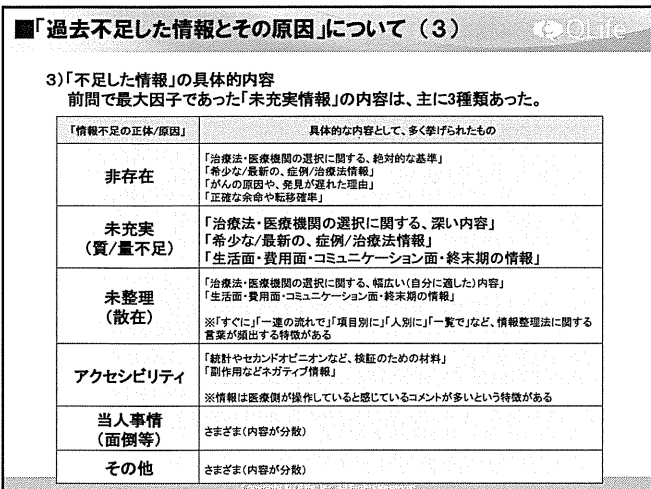 ■「過去不足した情報とその原因」について（3）
QLife
3）「不足した情報」の具体的内容
前問で最大因子であった「未充実情報」の内容は、主に3種類あった。
「情報不足の正体/原因」
具体的な内容として、多く挙げられたもの
非存在
「治療法・医療機関の選択に関する、絶対的な基準」
「希少な/最新の、症例/治療法情報」
「がんの原因や、発見が遅れた理由」
「正確な余命や転移確率」
未充実
（質/量不足）
「治療法・医療機関の選択に関する、深い内容」
「希少な/最新の、症例/治療法情報」
「生活面・費用面・コミュニケーション面・終末期の情報」
未整理
（散在）
「治療法・医療機関の選択に関する、幅広い（自分に適した）内容」
「生活面・費用面・コミュニケーション面・終末期の情報」
※「すぐに」「一連の流れで」「項目別に」「人別に」「一覧で」など、情報整理法に関する
言葉が頻出する特徴がある
アクセシビリティ
「統計やセカンドオピニオンなど、検証のための材料」
「副作用などネガティブ情報」
※情報は医療側が操作していると感じているコメントが多いという特徴がある
当人事情
（面倒等）
さまざま（内容が分散）
その他
さまざま（内容が分散）